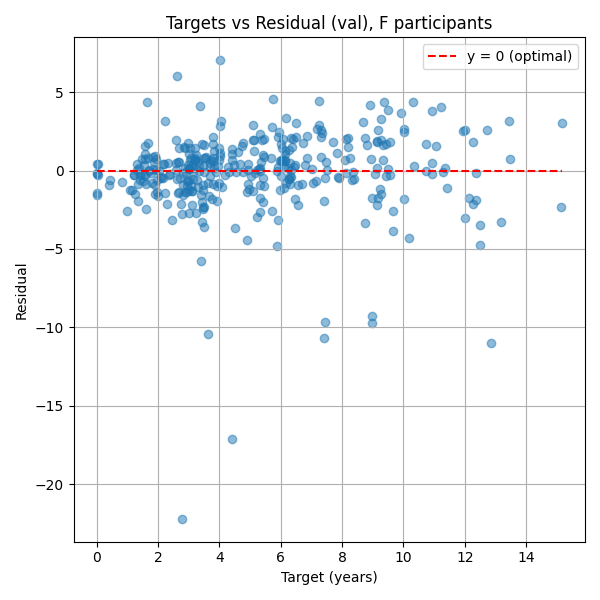 Targets vs Residual (val), F participants
y = 0 (optimal)
5
0
−5
−10
−15
−20
Residual
0 2 4 6 8 10 12 14
Target (years)